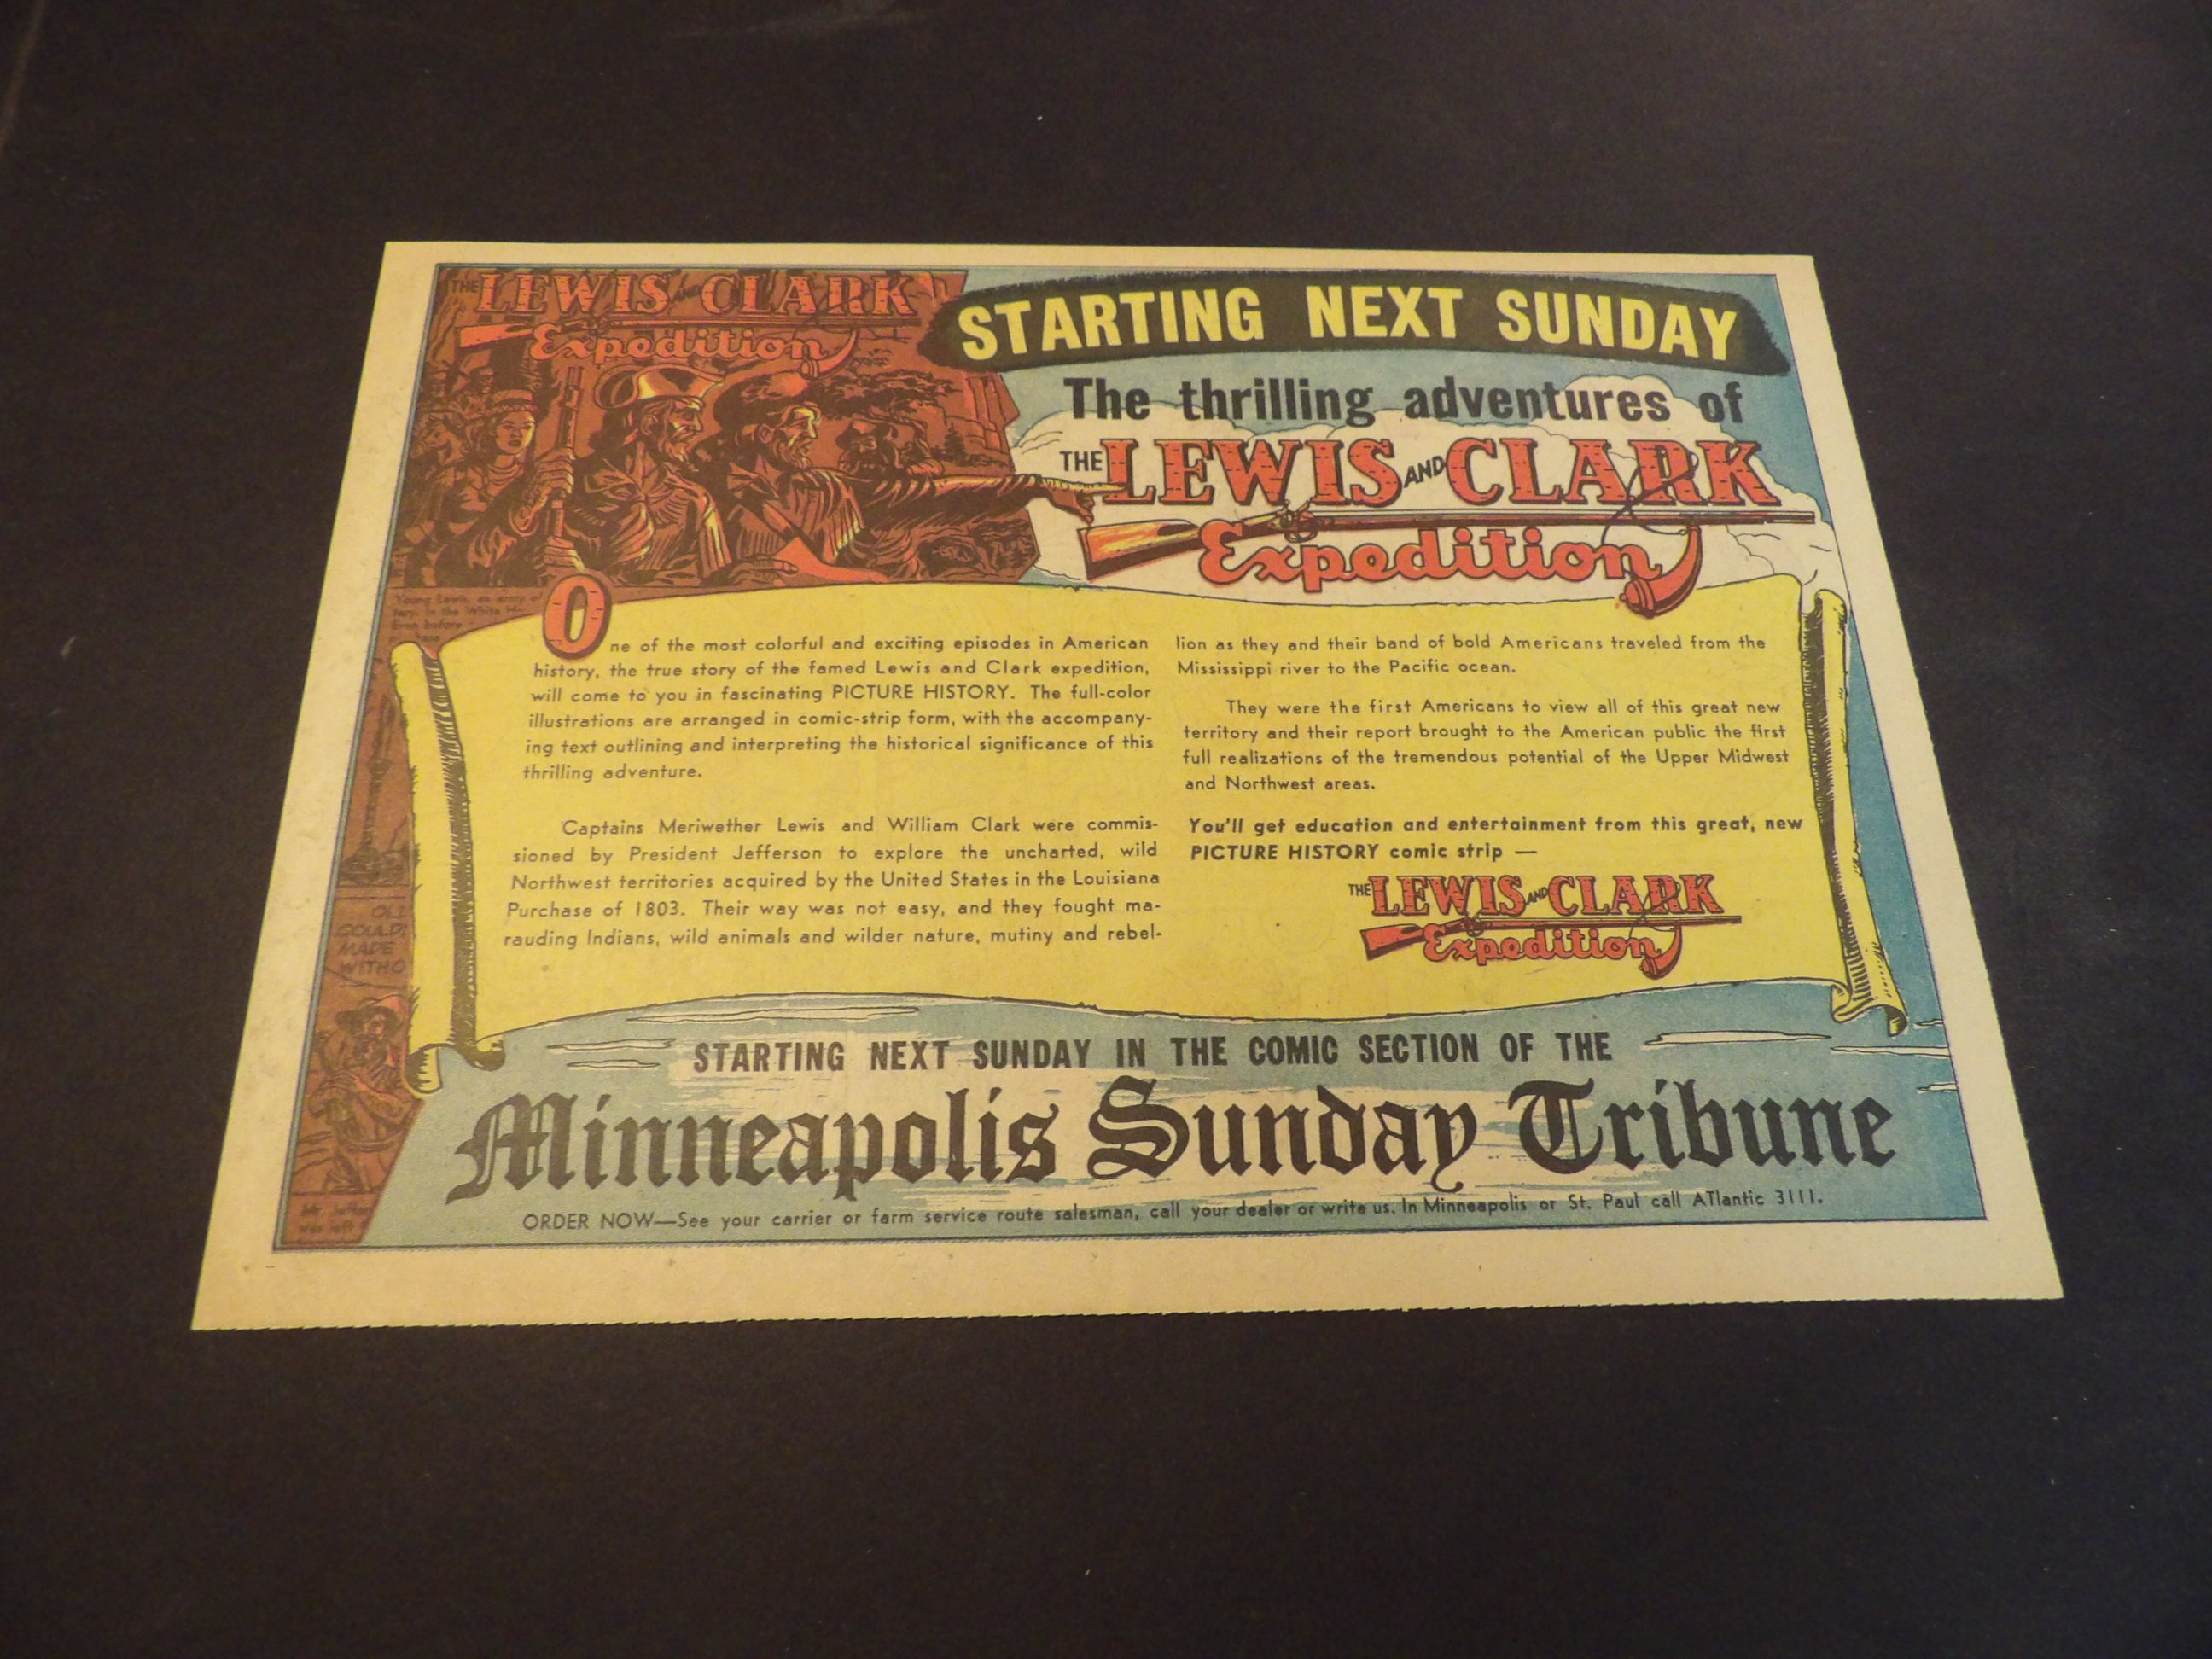 THE LEWIS AND CLARK
Expedition
STARTING NEXT SUNDAY
The thrilling adventures of
THE LEWIS AND CLARK
Expedition
Young Lewis, an army
in the White
Even before
One of the most colorful and exciting episodes in American
history, the true story of the famed Lewis and Clark expedition,
will come to you in fascinating PICTURE HISTORY. The full-color
illustrations are arranged in comic-strip form, with the accompany-
ing text outlining and interpreting the historical significance of this
thrilling adventure.
Captains Meriwether Lewis and William Clark were commis-
sioned by President Jefferson to explore the uncharted, wild
Northwest territories acquired by the United States in the Louisiana
Purchase of 1803. Their way was not easy, and they fought ma-
rauding Indians, wild animals and wilder nature, mutiny and rebel-
lion as they and their band of bold Americans traveled from the
Mississippi river to the Pacific ocean.
They were the first Americans to view all of this great new
territory and their report brought to the American public the first
full realizations of the tremendous potential of the Upper Midwest
and Northwest areas.
You'll get education and entertainment from this great, new
PICTURE HISTORY comic strip —
THE LEWIS AND CLARK
Expedition
COULD
MADE
WITHO
STARTING NEXT SUNDAY IN THE COMIC SECTION OF THE
Minneapolis Sunday Tribune
ORDER NOW—See your carrier or farm service route salesman, call your dealer or write us. In Minneapolis or St. Paul call ATlantic 3111.